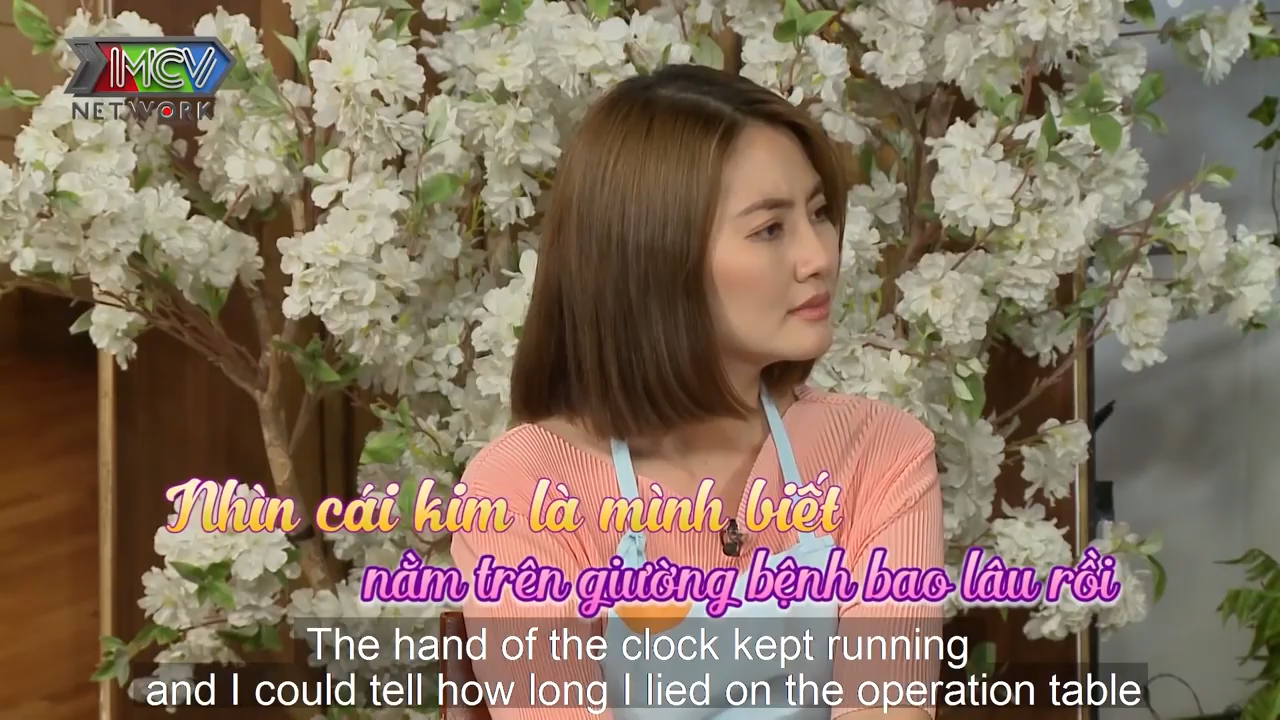 MCV
NETWORK
Nhìn cái kim là mình biết
nằm trên giường bệnh bao lâu rồi
The hand of the clock kept running
and I could tell how long I lied on the operation table